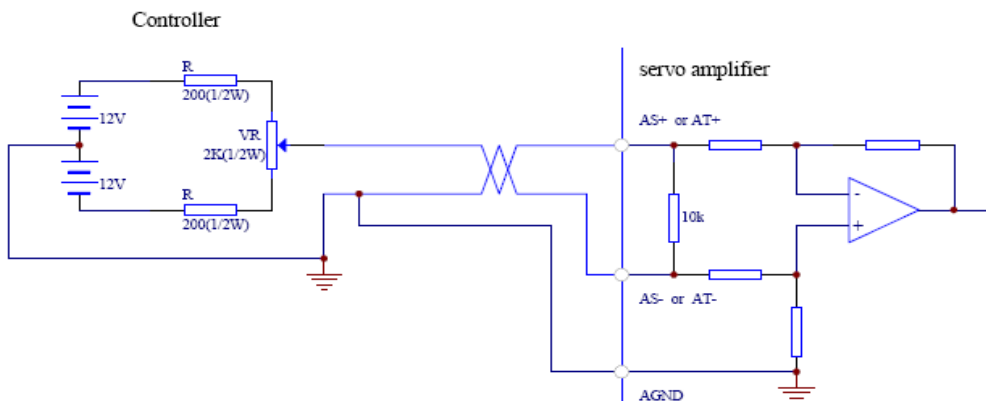 Controller
servo amplifier
R
200(1/2W)
12V
AS+ or AT+
VR
2K(1/2W)
12V
R
200(1/2W)
10k
-
+
AS- or AT-
AGND